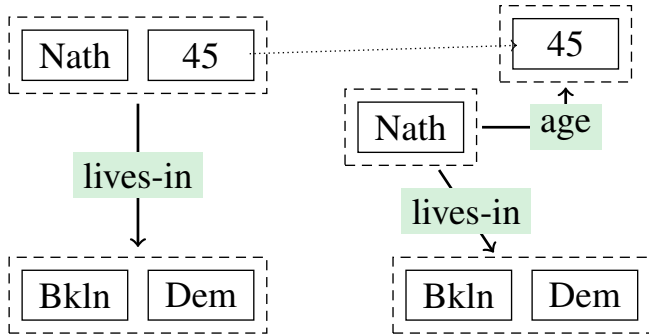 Nath 45
lives-in
Bkln Dem
45
Nath age
lives-in
Bkln Dem